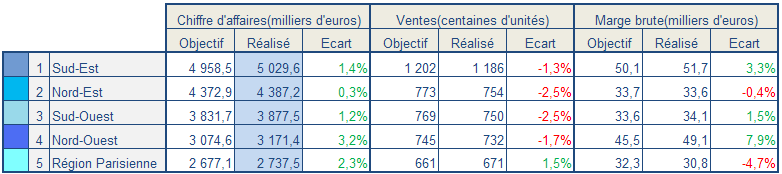 Chiffre d'affaires(milliers d'euros) Ventes(centaines d'unités) Marge brute(milliers d'euros)
Objectif Réalisé Ecart Objectif Réalisé Ecart Objectif Réalisé Ecart
1 Sud-Est 4 958,5 5 029,6 1,4% 1 202 1 186 -1,3% 50,1 51,7 3,3%
2 Nord-Est 4 372,9 4 387,2 0,3% 773 754 -2,5% 33,7 33,6 -0,4%
3 Sud-Ouest 3 831,7 3 877,5 1,2% 769 750 -2,5% 33,6 34,1 1,5%
4 Nord-Ouest 3 074,6 3 171,4 3,2% 745 732 -1,7% 45,5 49,1 7,9%
5 Région Parisienne 2 677,1 2 737,5 2,3% 661 671 1,5% 32,3 30,8 -4,7%